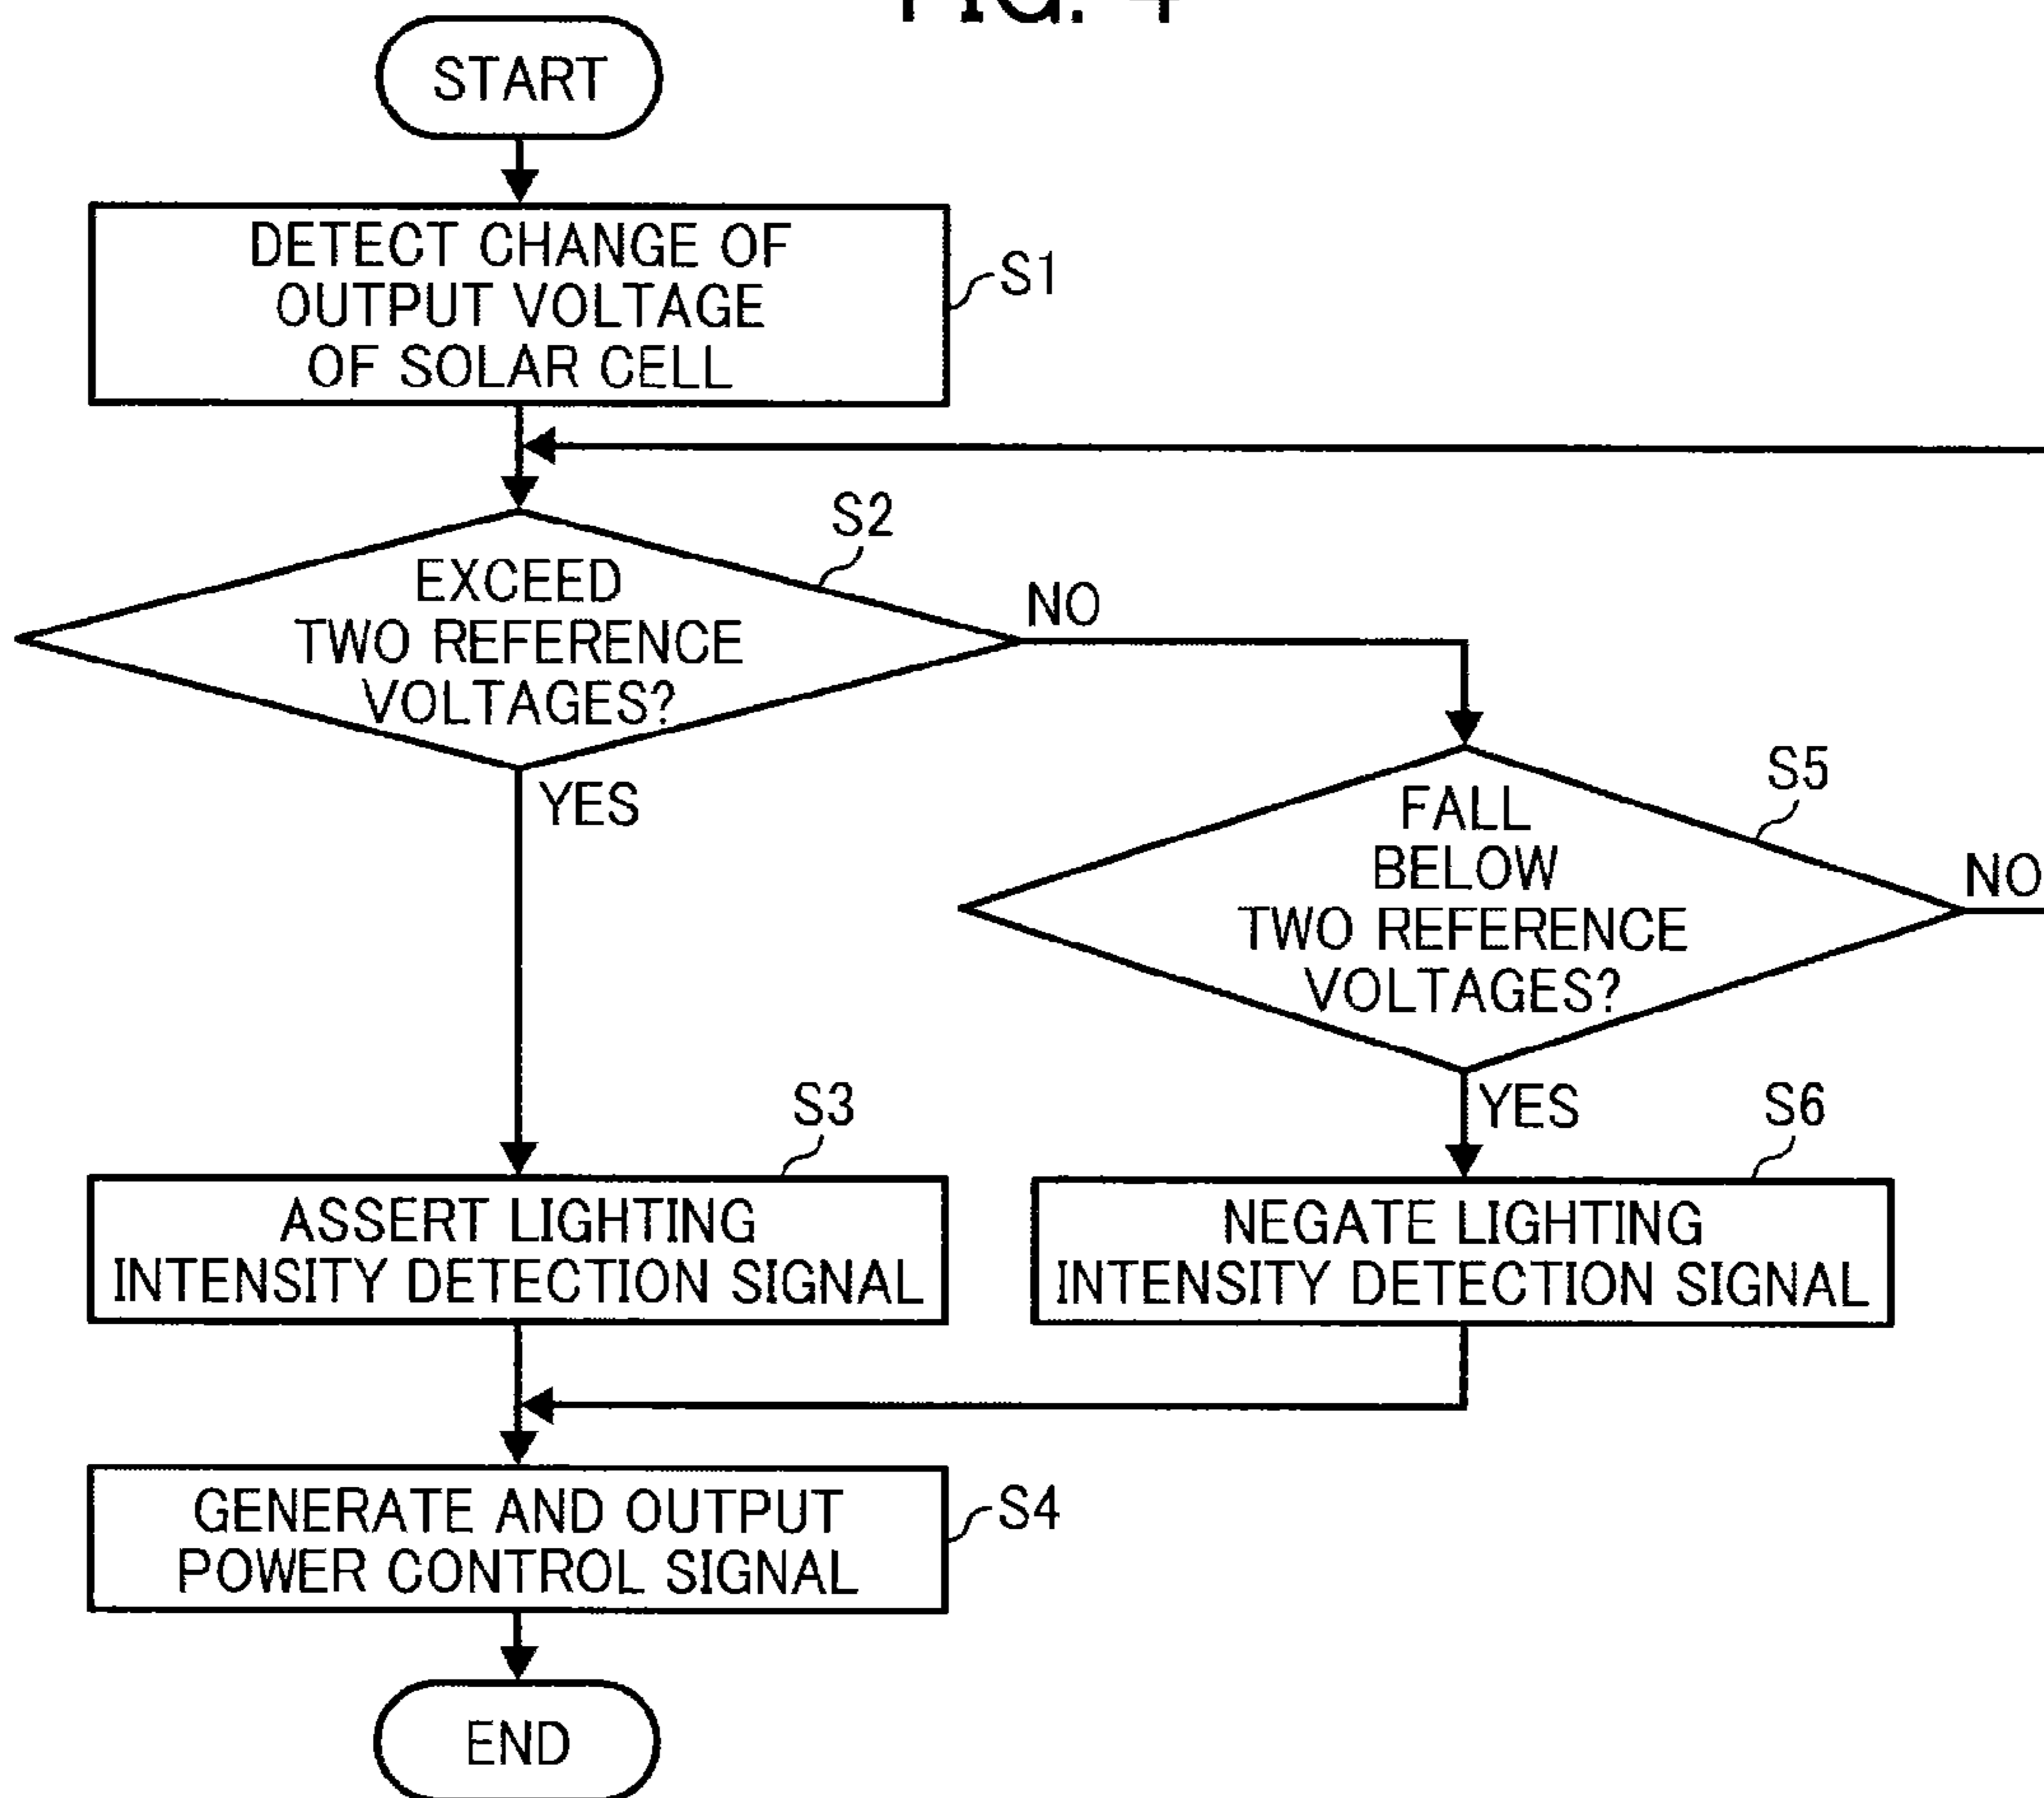 FIG. 4
START
DETECT CHANGE OF
OUTPUT VOLTAGE
OF SOLAR CELL
S1
S2
EXCEED
TWO REFERENCE
VOLTAGES?
NO
YES
S5
FALL
BELOW
TWO REFERENCE
VOLTAGES?
NO
YES
S3
ASSERT LIGHTING
INTENSITY DETECTION SIGNAL
S6
NEGATE LIGHTING
INTENSITY DETECTION SIGNAL
GENERATE AND OUTPUT
POWER CONTROL SIGNAL
S4
END